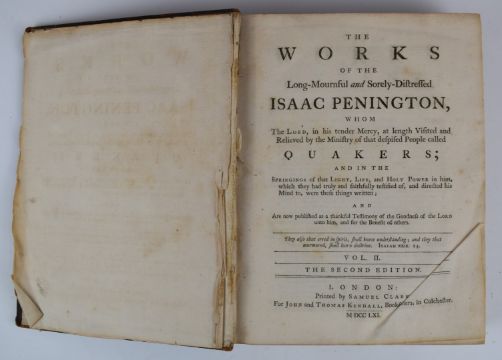 THE
WORKS
OF THE
Long-Mournful and Sorely-Distressed
ISAAC PENINGTON,
WHOM
The LORD, in his tender Mercy, at length Visited and
Relieved by the Ministry of that despised People called
QUAKERS;
AND IN THE
SPRINGINGS of that LIGHT, LIFE, and HOLY POWER in him,
which they had truly and faithfully testified of, and directed his
Mind to, were these things written;
AND
Are now published as a thankful Testimony of the Goodness of the LORD
unto him, and for the Benefit of others.
They also that erred in spirit, shall learn understanding; and they that
murmured, shall learn doctrine. ISAIAH xxix. 24.
VOL. II.
THE SECOND EDITION.
LONDON:
Printed by SAMUEL CLARK
For JOHN and THOMAS KENDALL, Booksellers, in Colchester.
M DCC LXI.